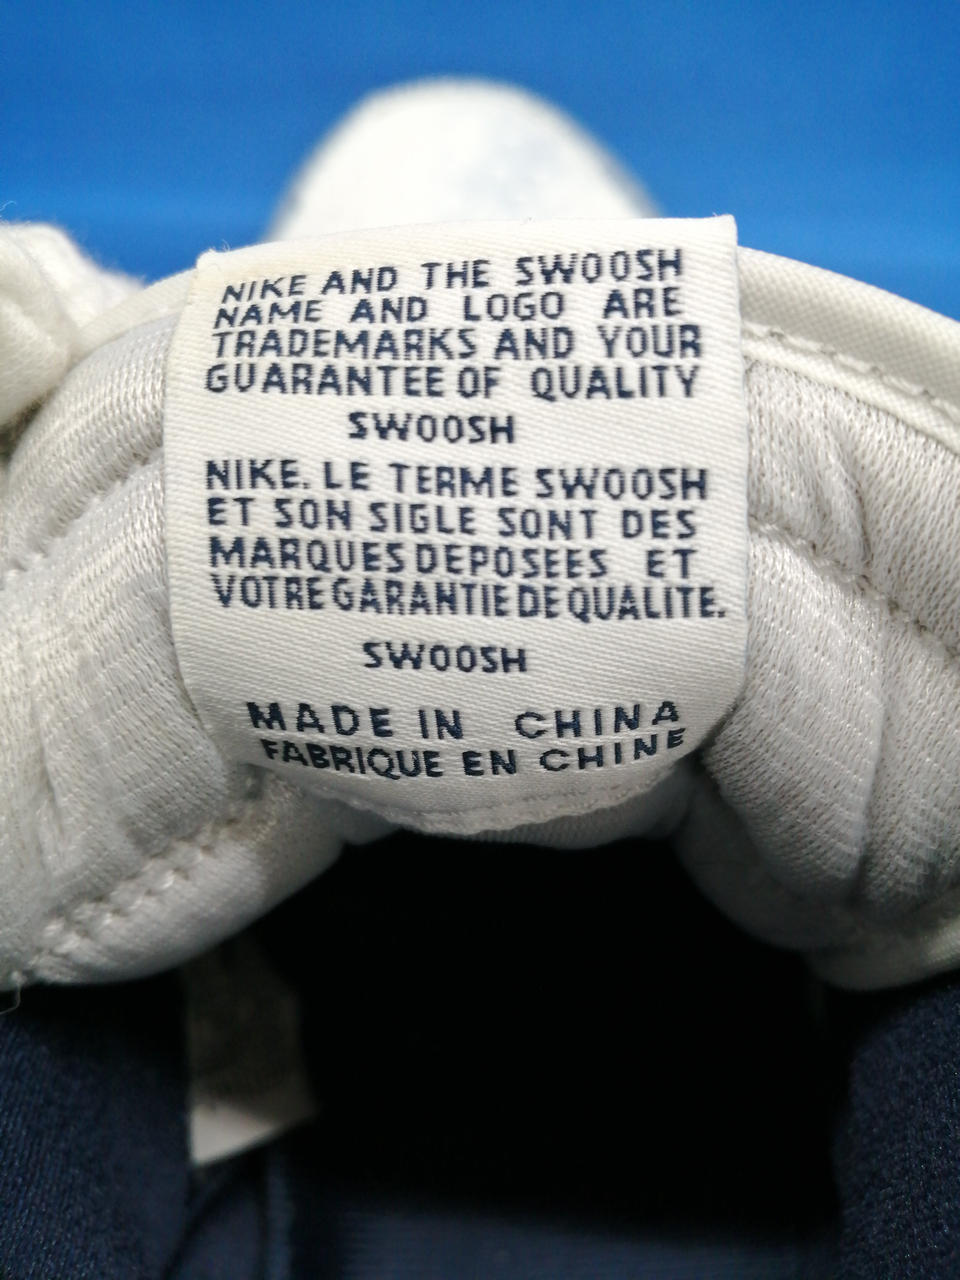 NIKE AND THE SWOOSH
NAME AND LOGO ARE
TRADEMARKS AND YOUR
GUARANTEE OF QUALITY
SWOOSH
NIKE. LE TERME SWOOSH
ET SON SIGLE SONT DES
MARQUES DEPOSEES ET
VOTRE GARANTIE DE QUALITE.
SWOOSH
MADE IN CHINA
FABRIQUE EN CHINE